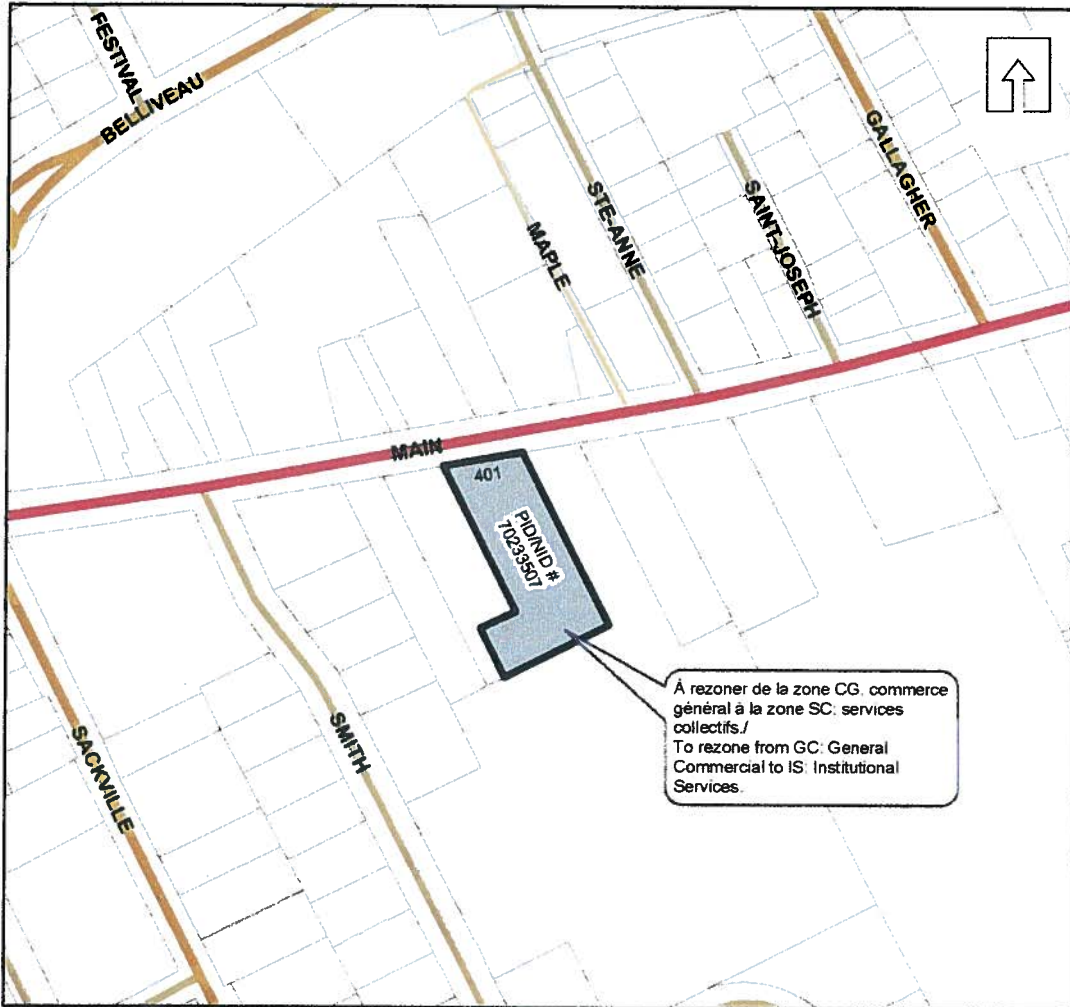 FESTIVAL
BELLIVEAU
MAPLE
STE-ANNE
SAINT-JOSEPH
GALLAGHER
MAIN
401
PID/NID #
70233507
SACKVILLE
SMITH
À rezoner de la zone CG. commerce
général à la zone SC: services
collectifs./
To rezone from GC: General
Commercial to IS: Institutional
Services.